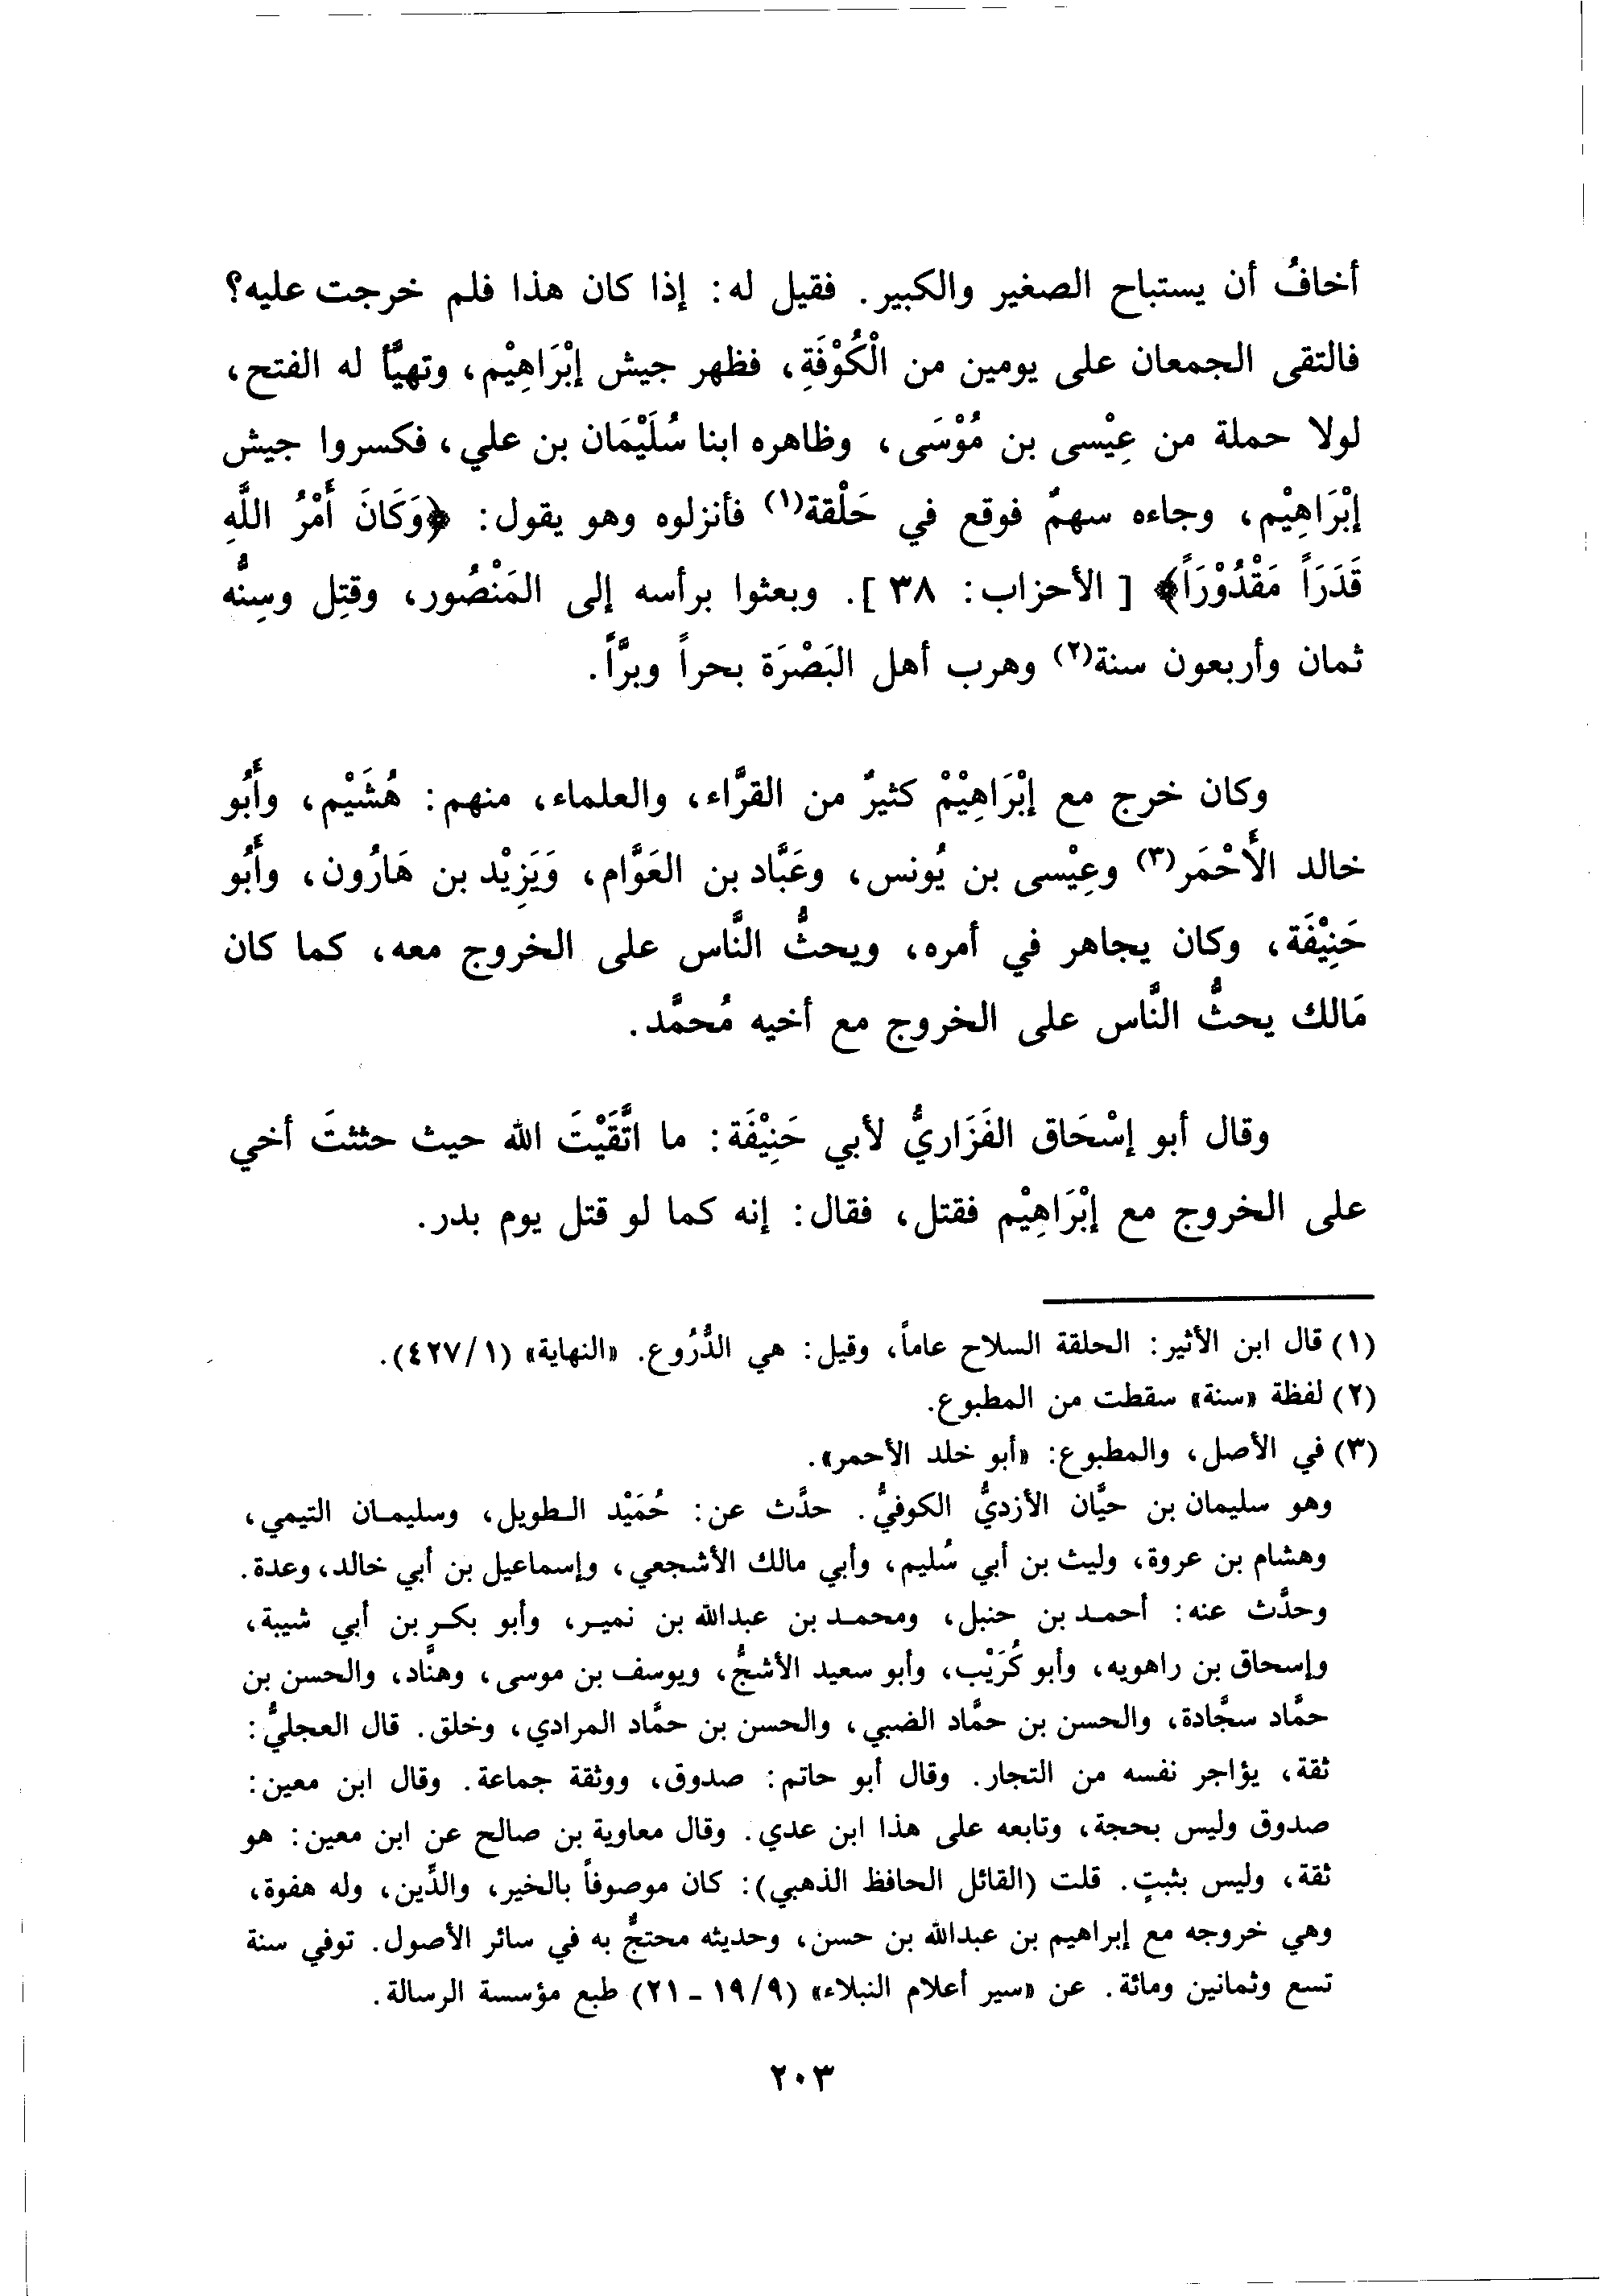 أخافُ أن يستباح الصغير والكبير. فقيل له: إذا كان هذا فلم خرجت عليه؟
فالتقى الجمعان على يومين من الْكُوْفَةِ، فظهر جيش إبْرَاهِيْم، وتهيَّأ له الفتح،
لولا حملة من عِيْسى بن مُوْسَى، وظاهره ابنا سُلَيْمَان بن علي، فكسروا جيش
إبْرَاهِيْم، وجاءه سهمٌ فوقع في حَلْقة(١) فأنزلوه وهو يقول: ﴿وَكَانَ أَمْرُ اللَّهِ
قَدَرَاً مَقْدُوْرَاً﴾ [الأحزاب: ٣٨]. وبعثوا برأسه إلى المَنْصُور، وقتِل وسِنُّه
ثمان وأربعون سنة(٢) وهرب أهل البَصْرَة بحراً وبرَّاً.
وكان خرج مع إبْرَاهِيْمْ كثيرٌ من القرَّاء، والعلماء، منهم: هُشَيْم، وأَبُو
خالد الأَحْمَر(٣) وعِيْسى بن يُونس، وعَبَّاد بن العَوَّام، وَيَزِيْد بن هَارُون، وأَبُو
حَنِيْفَة، وكان يجاهر في أمره، ويحثُّ النَّاس على الخروج معه، كما كان
مَالك يحثُّ النَّاس على الخروج مع أخيه مُحمَّد.
وقال أبو إسْحَاق الفَزَاريُّ لأبي حَنِيْفَة: ما اتَّقَيْتَ الله حيث حثثتَ أخي
على الخروج مع إبْرَاهِيْم فقتل، فقال: إنه كما لو قتل يوم بدر.
(١) قال ابن الأثير: الحلقة السلاح عاماً، وقيل: هي الدُّرُوع. «النهاية» (٤٢٧/١).
(٢) لفظة «سنة» سقطت من المطبوع.
(٣) في الأصل، والمطبوع: «أبو خلد الأحمر».
وهو سليمان بن حيَّان الأزديُّ الكوفيُّ. حدَّث عن: حُمَيْد الطويل، وسليمان التيمي،
وهشام بن عروة، وليث بن أبي سُليم، وأبي مالك الأشجعي، وإسماعيل بن أبي خالد، وعدة.
وحدَّث عنه: أحمد بن حنبل، ومحمد بن عبدالله بن نمير، وأبو بكر بن أبي شيبة،
وإسحاق بن راهويه، وأبو كُرَيْب، وأبو سعيد الأشجُّ، ويوسف بن موسى، وهنَّاد، والحسن بن
حمَّاد سجَّادة، والحسن بن حمَّاد الضبي، والحسن بن حمَّاد المرادي، وخلق. قال العجليُّ:
ثقة، يؤاجر نفسه من التجار. وقال أبو حاتم: صدوق، ووثقة جماعة. وقال ابن معين:
صدوق وليس بحجة، وتابعه على هذا ابن عدي. وقال معاوية بن صالح عن ابن معين: هو
ثقة، وليس بثبتٍ. قلت (القائل الحافظ الذهبي): كان موصوفاً بالخير، والدِّين، وله هفوة،
وهي خروجه مع إبراهيم بن عبدالله بن حسن، وحديثه محتجٌّ به في سائر الأصول. توفي سنة
تسع وثمانين ومائة. عن «سير أعلام النبلاء» (١٩/٩ - ٢١) طبع مؤسسة الرسالة.
٢٠٣